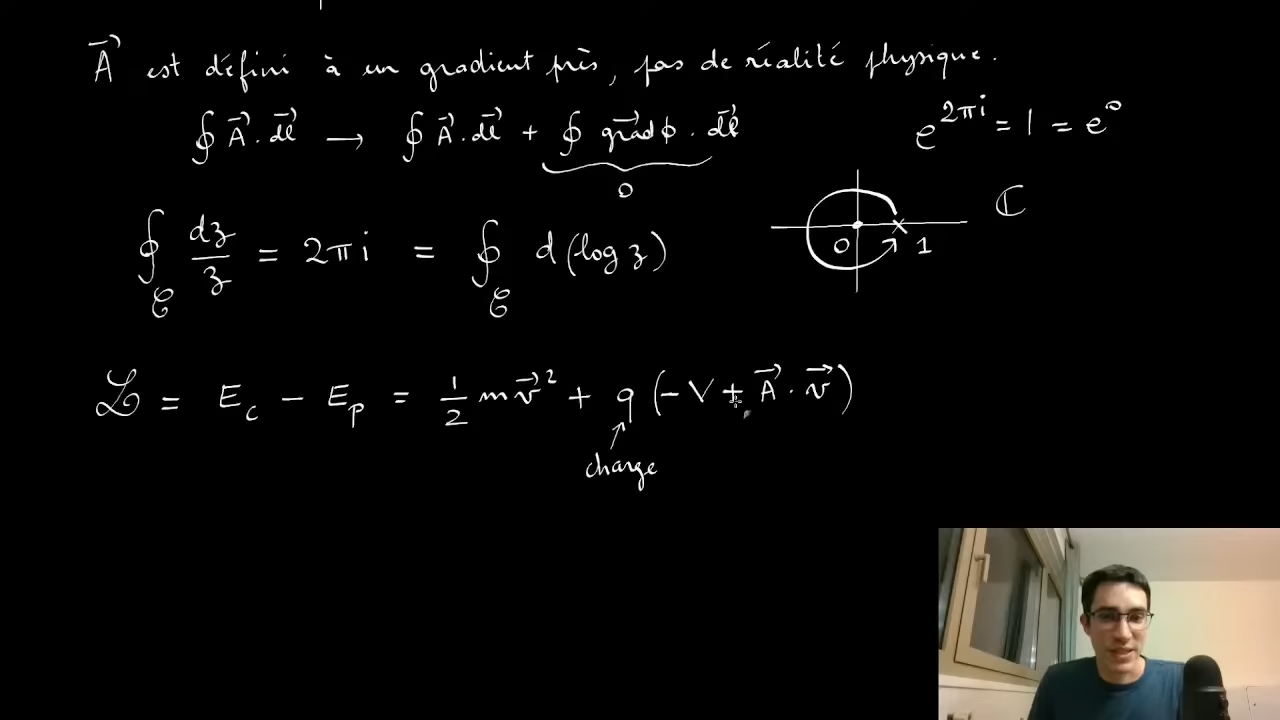 A⃗ est défini à un gradient près, pas de réalité physique.
∮ A⃗ · dl⃗ → ∮ A⃗ · dl⃗ + ∮ grad⃗ ϕ · dl⃗
0
e^{2πi} = 1 = e^0
ℂ
0 1
∮_C dz/z = 2πi = ∮_C d(log z)
ℒ = E_c − E_p = 1/2 m v⃗² + q (− V + A⃗ · v⃗)
charge